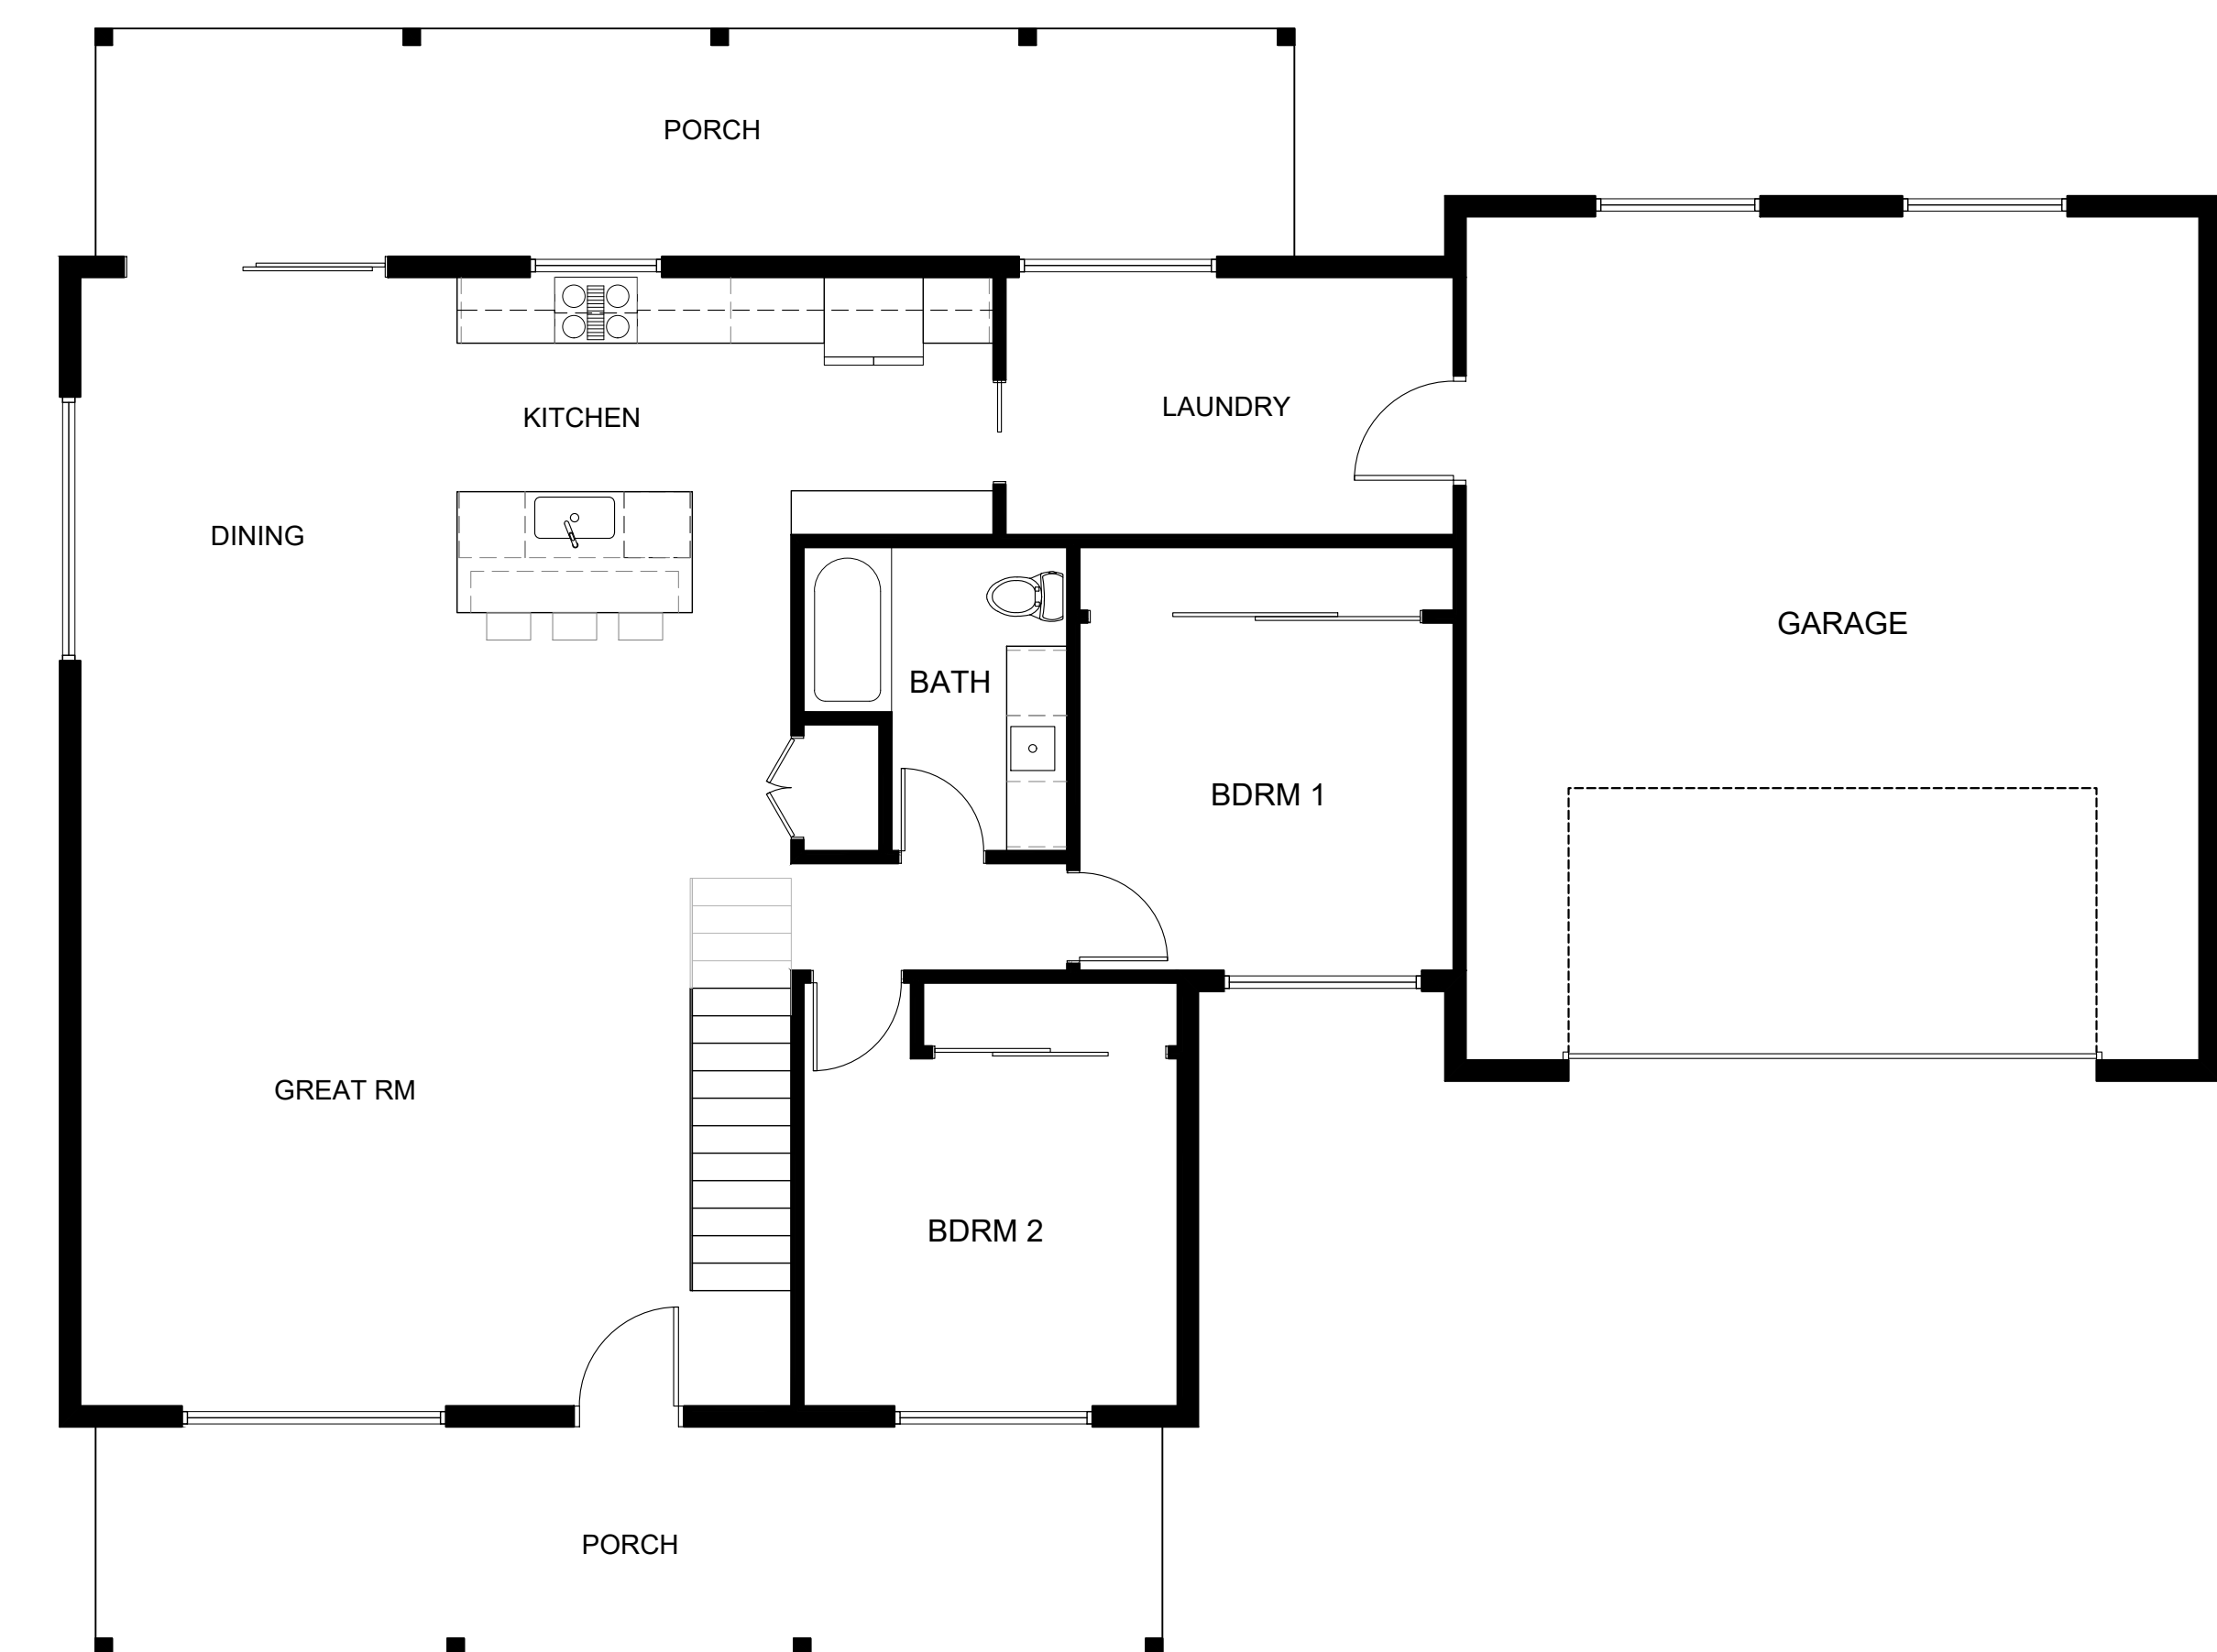 PORCH
KITCHEN
LAUNDRY
DINING
GARAGE
BATH
BDRM 1
GREAT RM
BDRM 2
PORCH